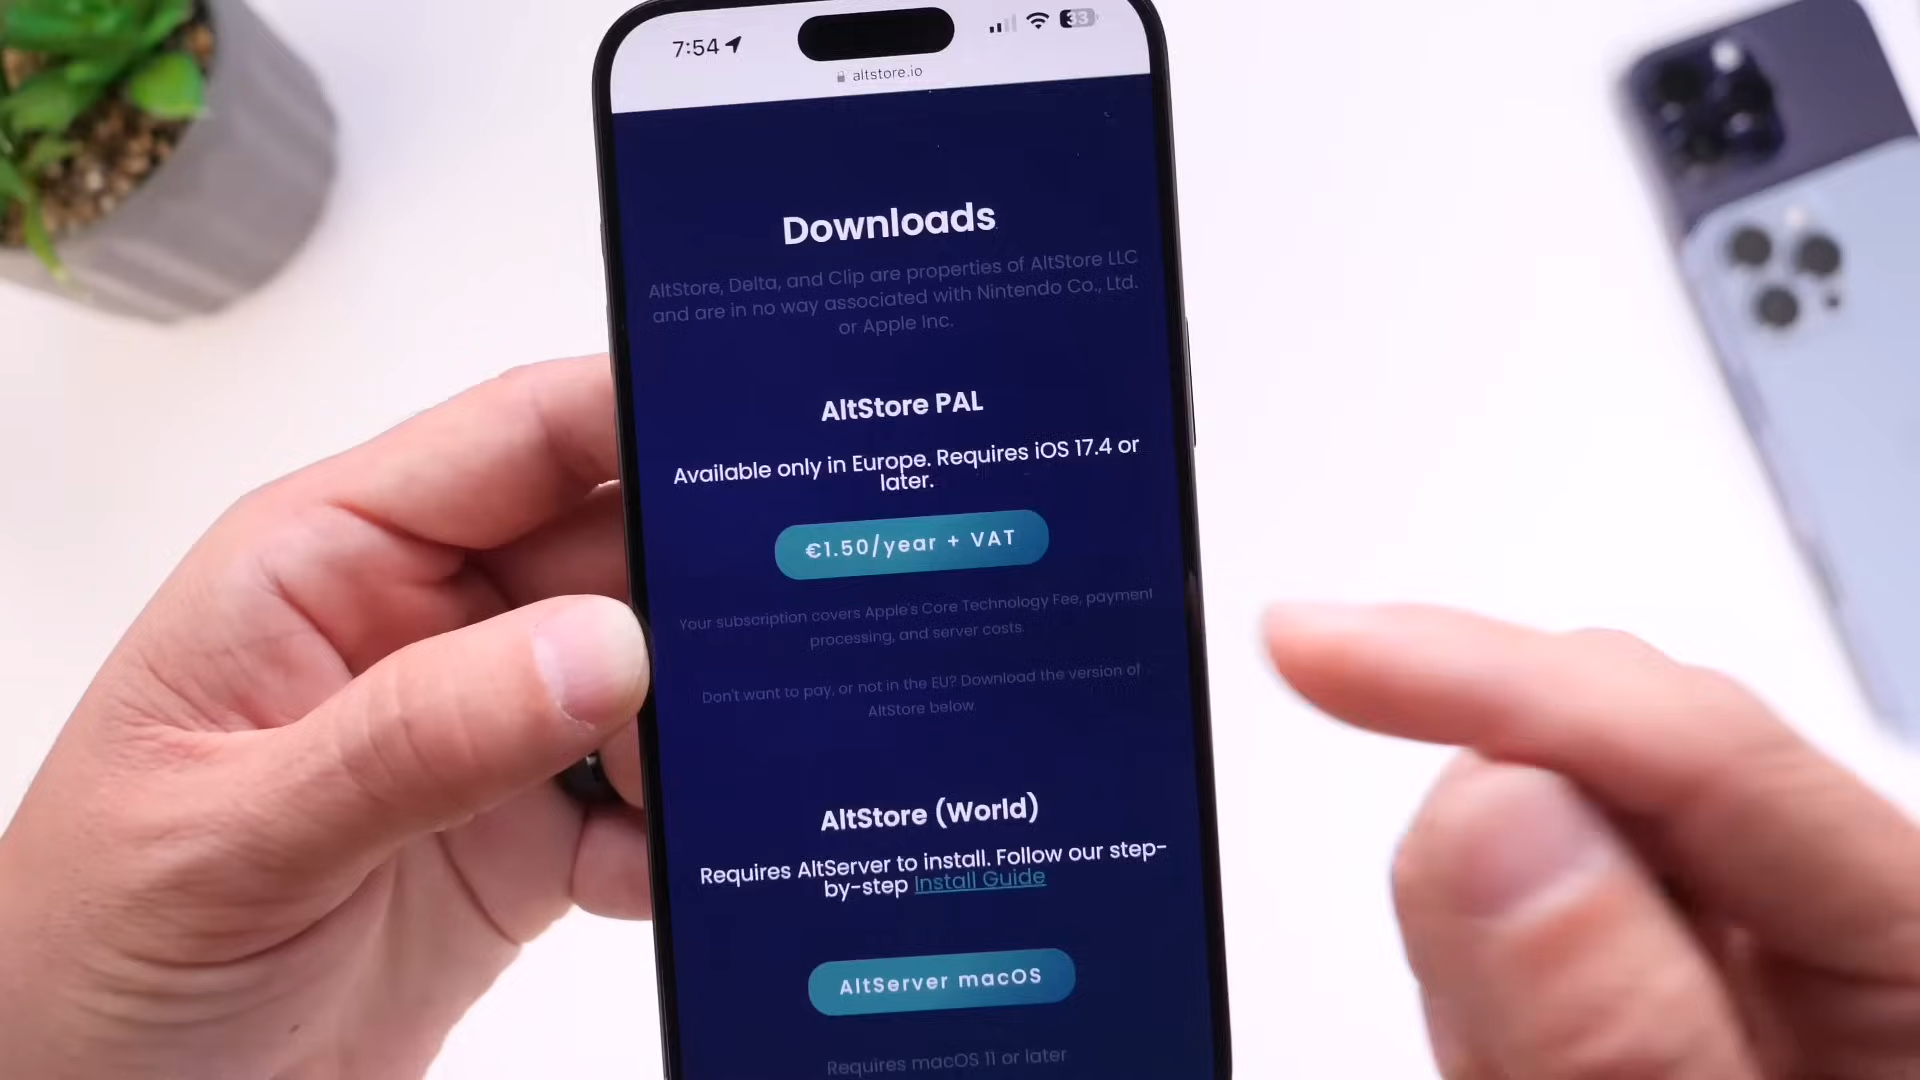 7:54
33
altstore.io
Downloads
AltStore, Delta, and Clip are properties of AltStore LLC
and are in no way associated with Nintendo Co., Ltd.
or Apple Inc.
AltStore PAL
Available only in Europe. Requires iOS 17.4 or
later.
€1.50/year + VAT
Your subscription covers Apple's Core Technology Fee, payment
processing, and server costs.
Don't want to pay, or not in the EU? Download the version of
AltStore below.
AltStore (World)
Requires AltServer to install. Follow our step-
by-step Install Guide
AltServer macOS
Requires macOS 11 or later